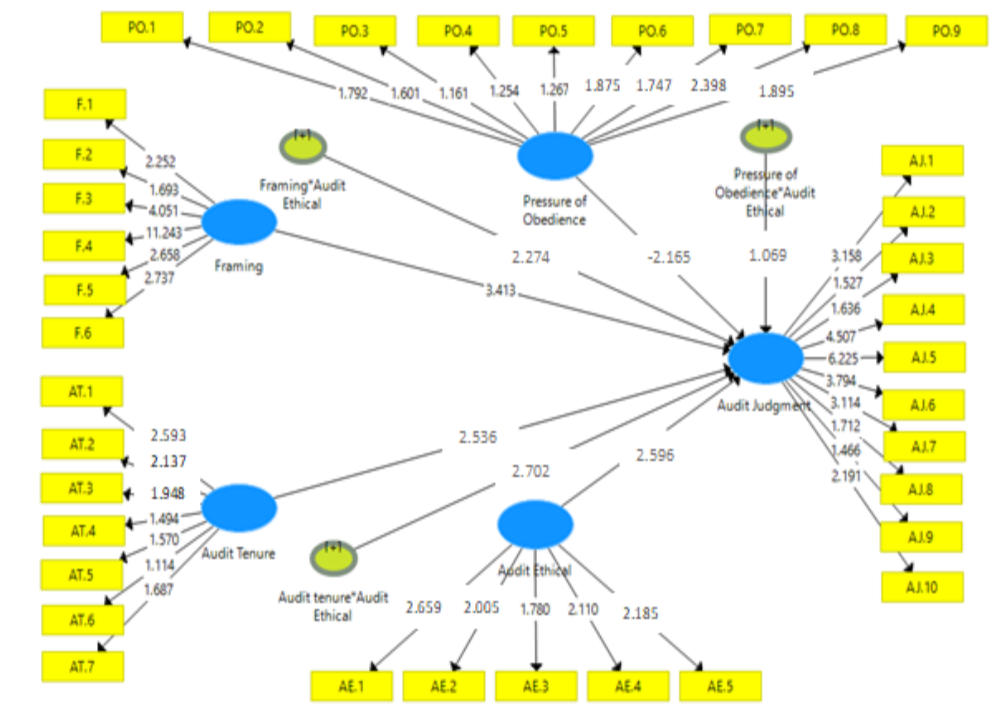 PO.1
PO.2
PO.3
PO.4
PO.5
PO.6
PO.7
PO.8
PO.9
1.792
1.601
1.161
1.254
1.267
1.875
1.747
2.398
1.895
F.1
F.2
F.3
F.4
F.5
F.6
2.252
1.693
4.051
11.243
2.658
2.737
Framing
[+]
Framing*Audit
Ethical
Pressure of
Obedience
[+]
Pressure of
Obedience*Audit
Ethical
2.274
-2.165
1.069
3.413
AJ.1
AJ.2
AJ.3
AJ.4
AJ.5
AJ.6
AJ.7
AJ.8
AJ.9
AJ.10
3.158
1.527
1.636
4.507
6.225
3.794
3.114
1.712
1.466
2.191
Audit Judgment
AT.1
AT.2
AT.3
AT.4
AT.5
AT.6
AT.7
2.593
2.137
1.948
1.494
1.570
1.114
1.687
Audit Tenure
2.536
2.702
2.596
[+]
Audit tenure*Audit
Ethical
Audit Ethical
2.659
2.005
1.780
2.110
2.185
AE.1
AE.2
AE.3
AE.4
AE.5